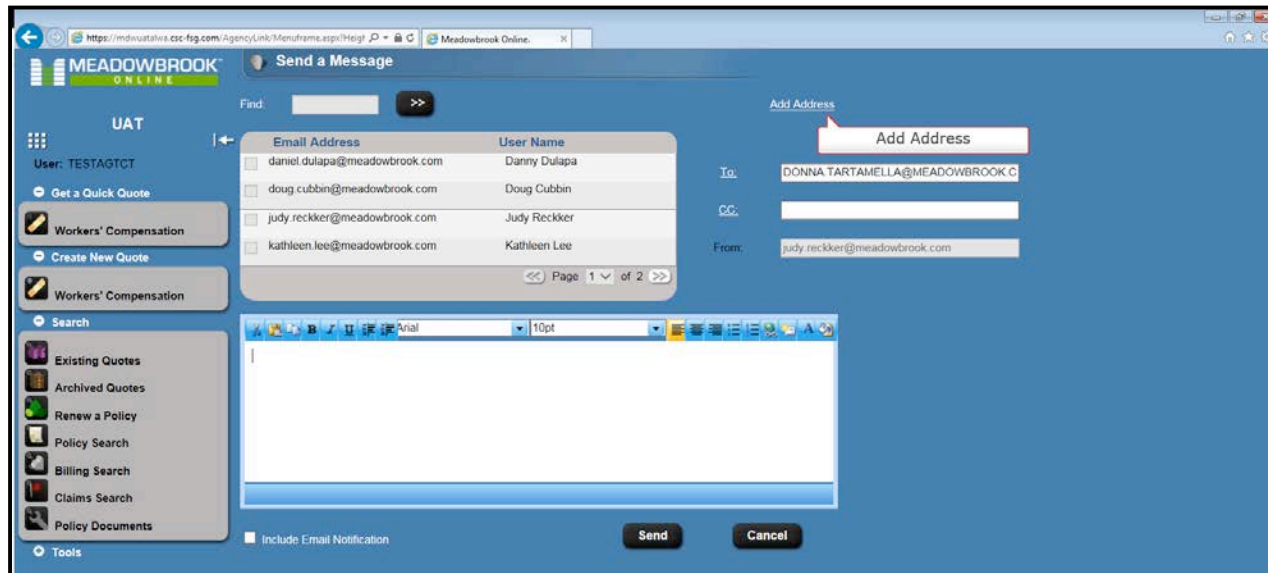 https://mdwuatalwa.csc-fsg.com/AgencyLink/Menuframe.aspx?Heigl
Meadowbrook Online.
MEADOWBROOK
ONLINE
Send a Message
Find:
>>
Add Address
Add Address
UAT
User: TESTAGTCT
Get a Quick Quote
Workers' Compensation
Create New Quote
Workers' Compensation
Search
Existing Quotes
Archived Quotes
Renew a Policy
Policy Search
Billing Search
Claims Search
Policy Documents
Tools
Email Address User Name
daniel.dulapa@meadowbrook.com Danny Dulapa
doug.cubbin@meadowbrook.com Doug Cubbin
judy.reckker@meadowbrook.com Judy Reckker
kathleen.lee@meadowbrook.com Kathleen Lee
<< Page 1 of 2 >>
To: DONNA.TARTAMELLA@MEADOWBROOK.C
CC:
From: judy.reckker@meadowbrook.com
B I U Arial 10pt A
Include Email Notification
Send
Cancel